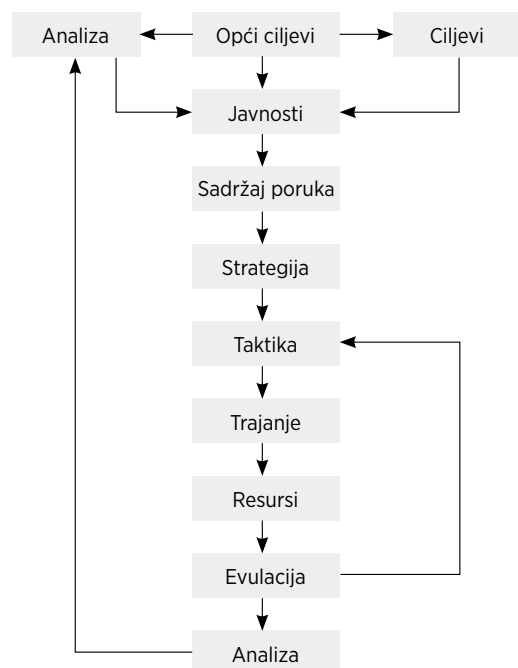 Analiza
Opći ciljevi
Ciljevi
Javnosti
Sadržaj poruka
Strategija
Taktika
Trajanje
Resursi
Evulacija
Analiza